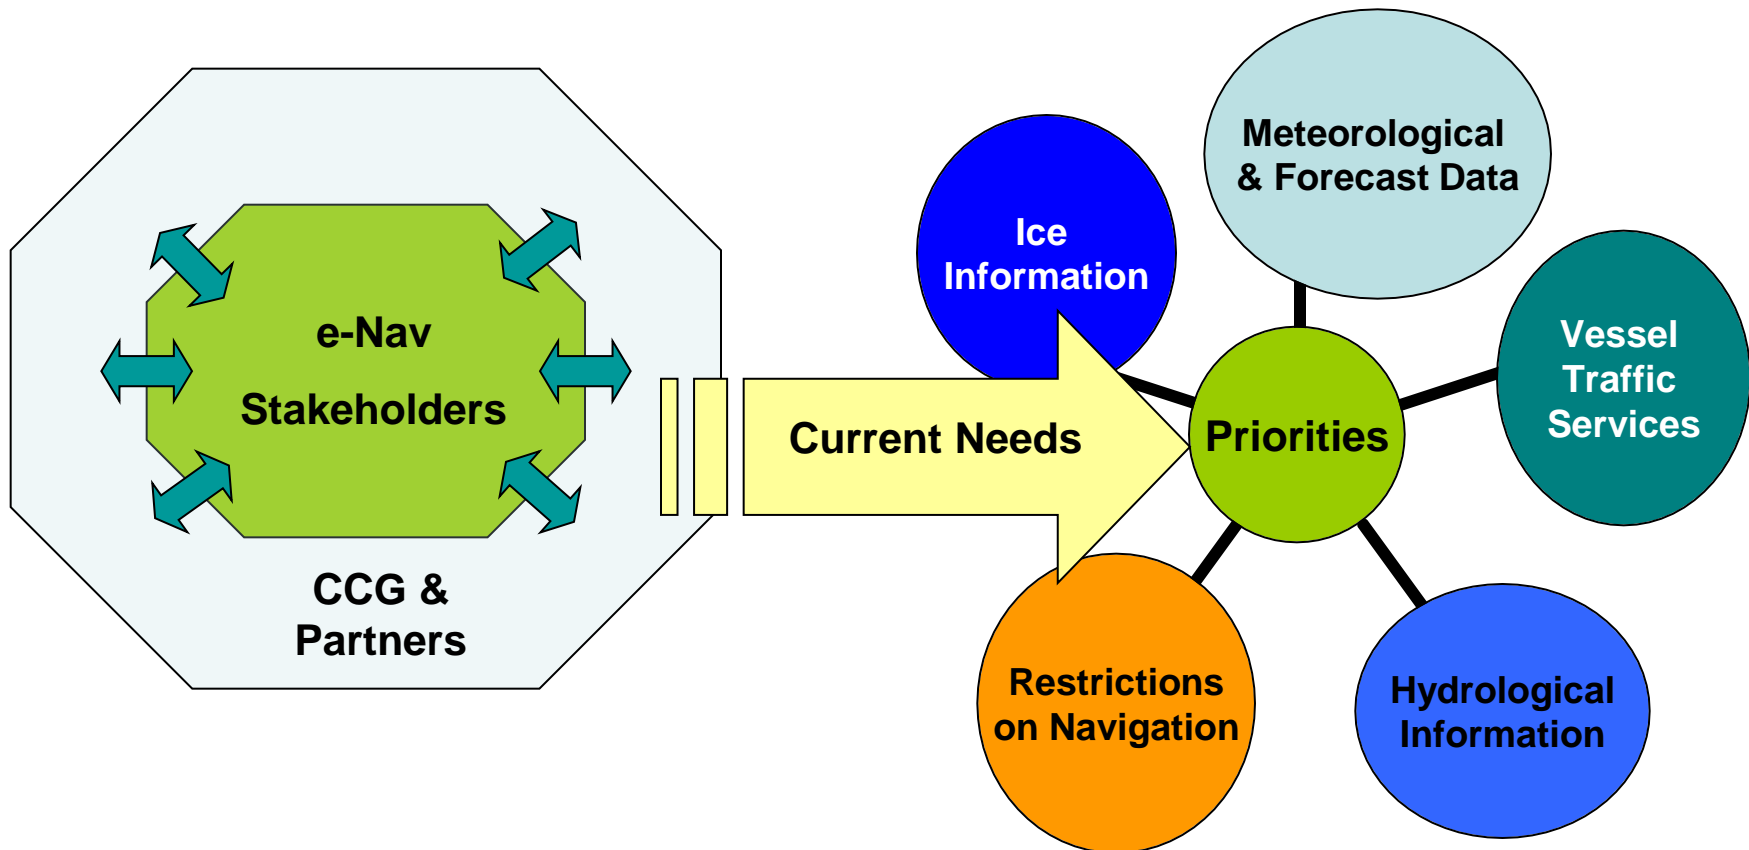 e-Nav
Stakeholders
CCG &
Partners
Current Needs
Priorities
Ice
Information
Meteorological
& Forecast Data
Vessel
Traffic
Services
Hydrological
Information
Restrictions
on Navigation